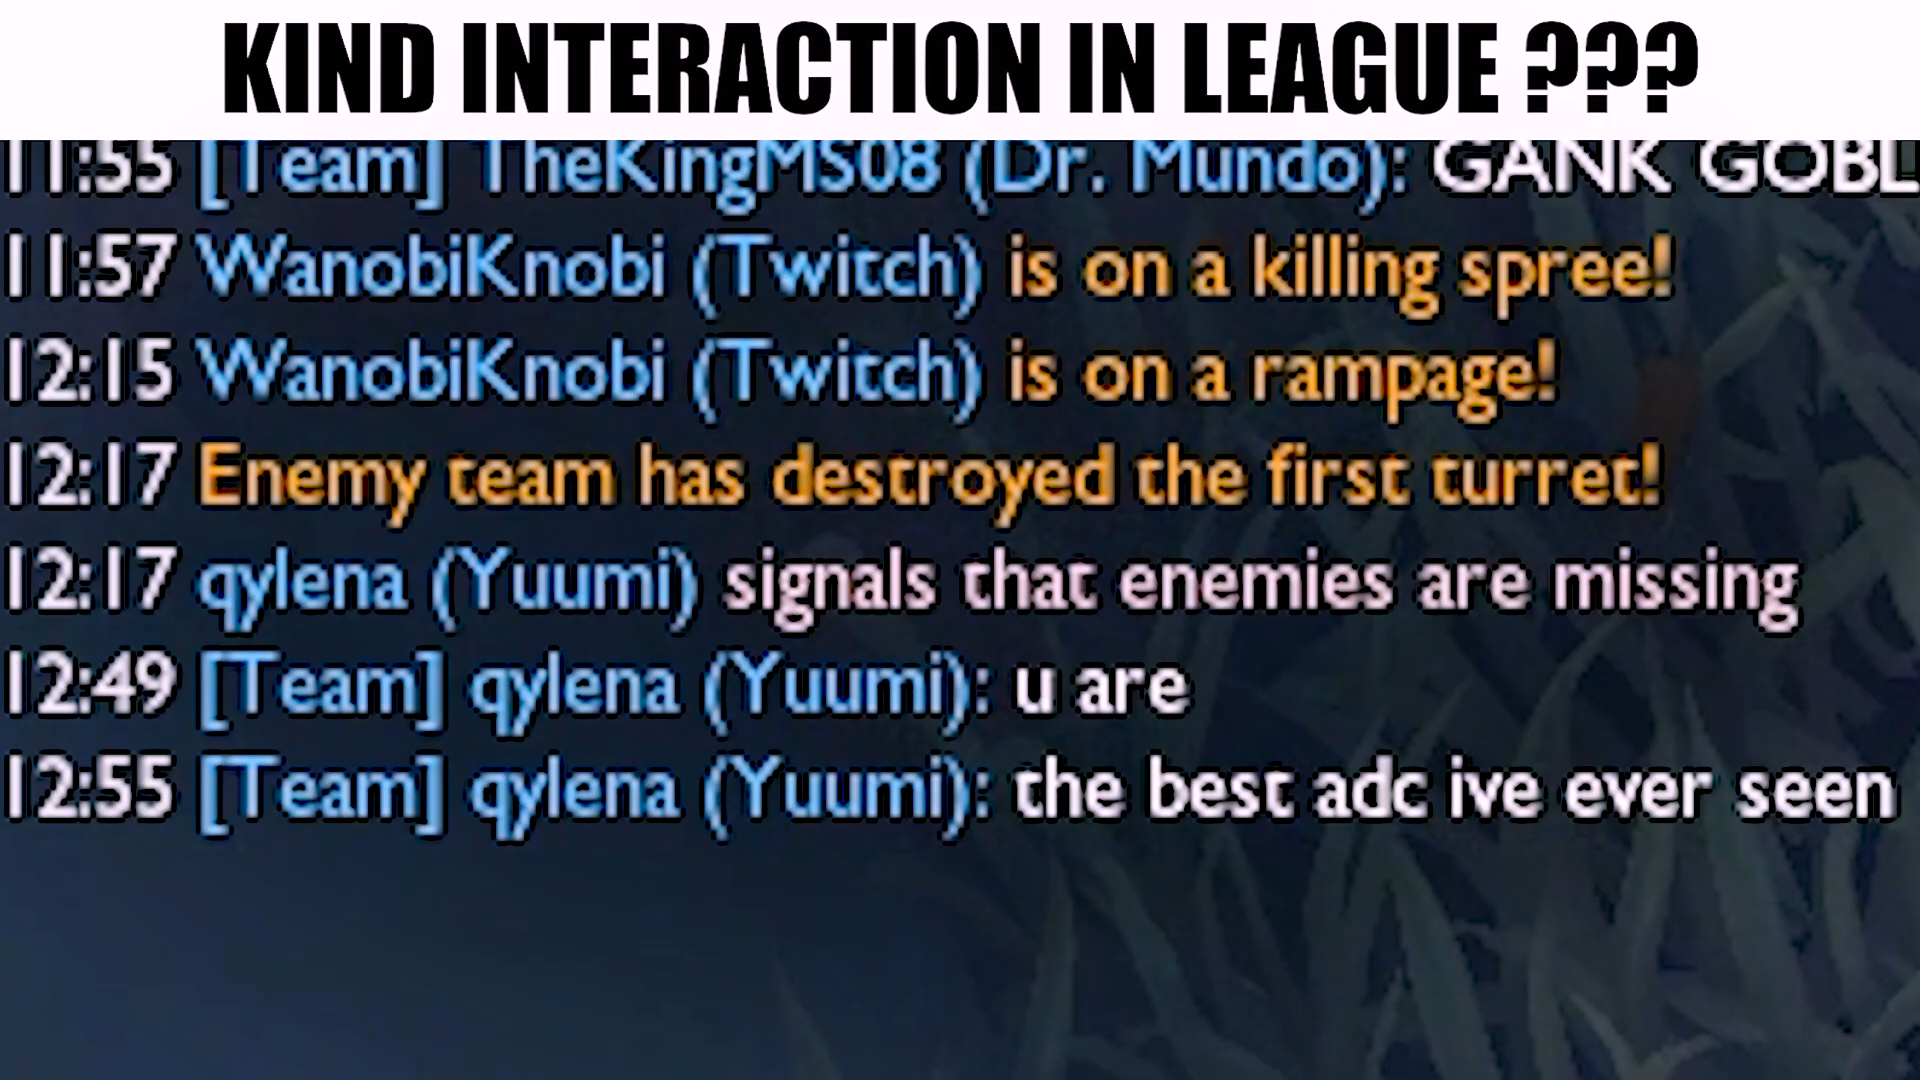 KIND INTERACTION IN LEAGUE ???
11:55 [Team] TheKingMS08 (Dr. Mundo): GANK GOBL
11:57 WanobiKnobi (Twitch) is on a killing spree!
12:15 WanobiKnobi (Twitch) is on a rampage!
12:17 Enemy team has destroyed the first turret!
12:17 qylena (Yuumi) signals that enemies are missing
12:49 [Team] qylena (Yuumi): u are
12:55 [Team] qylena (Yuumi): the best adc ive ever seen